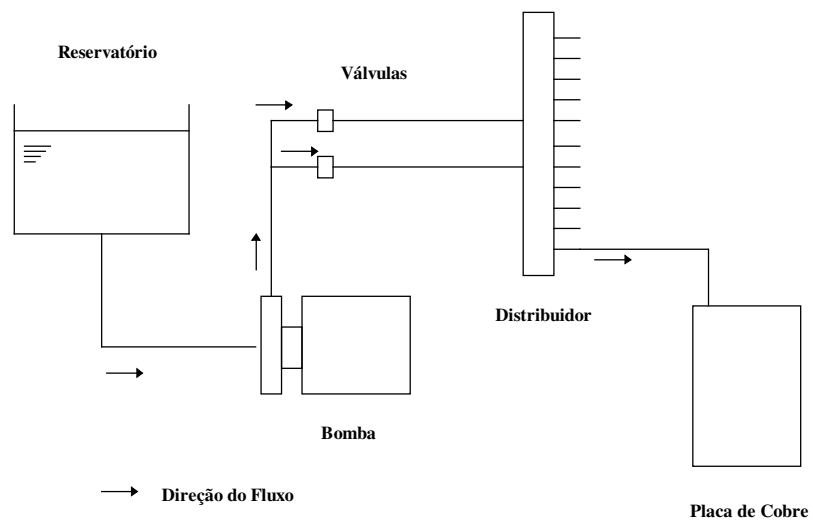 Reservatório
Válvulas
Distribuidor
Bomba
Direção do Fluxo
Placa de Cobre